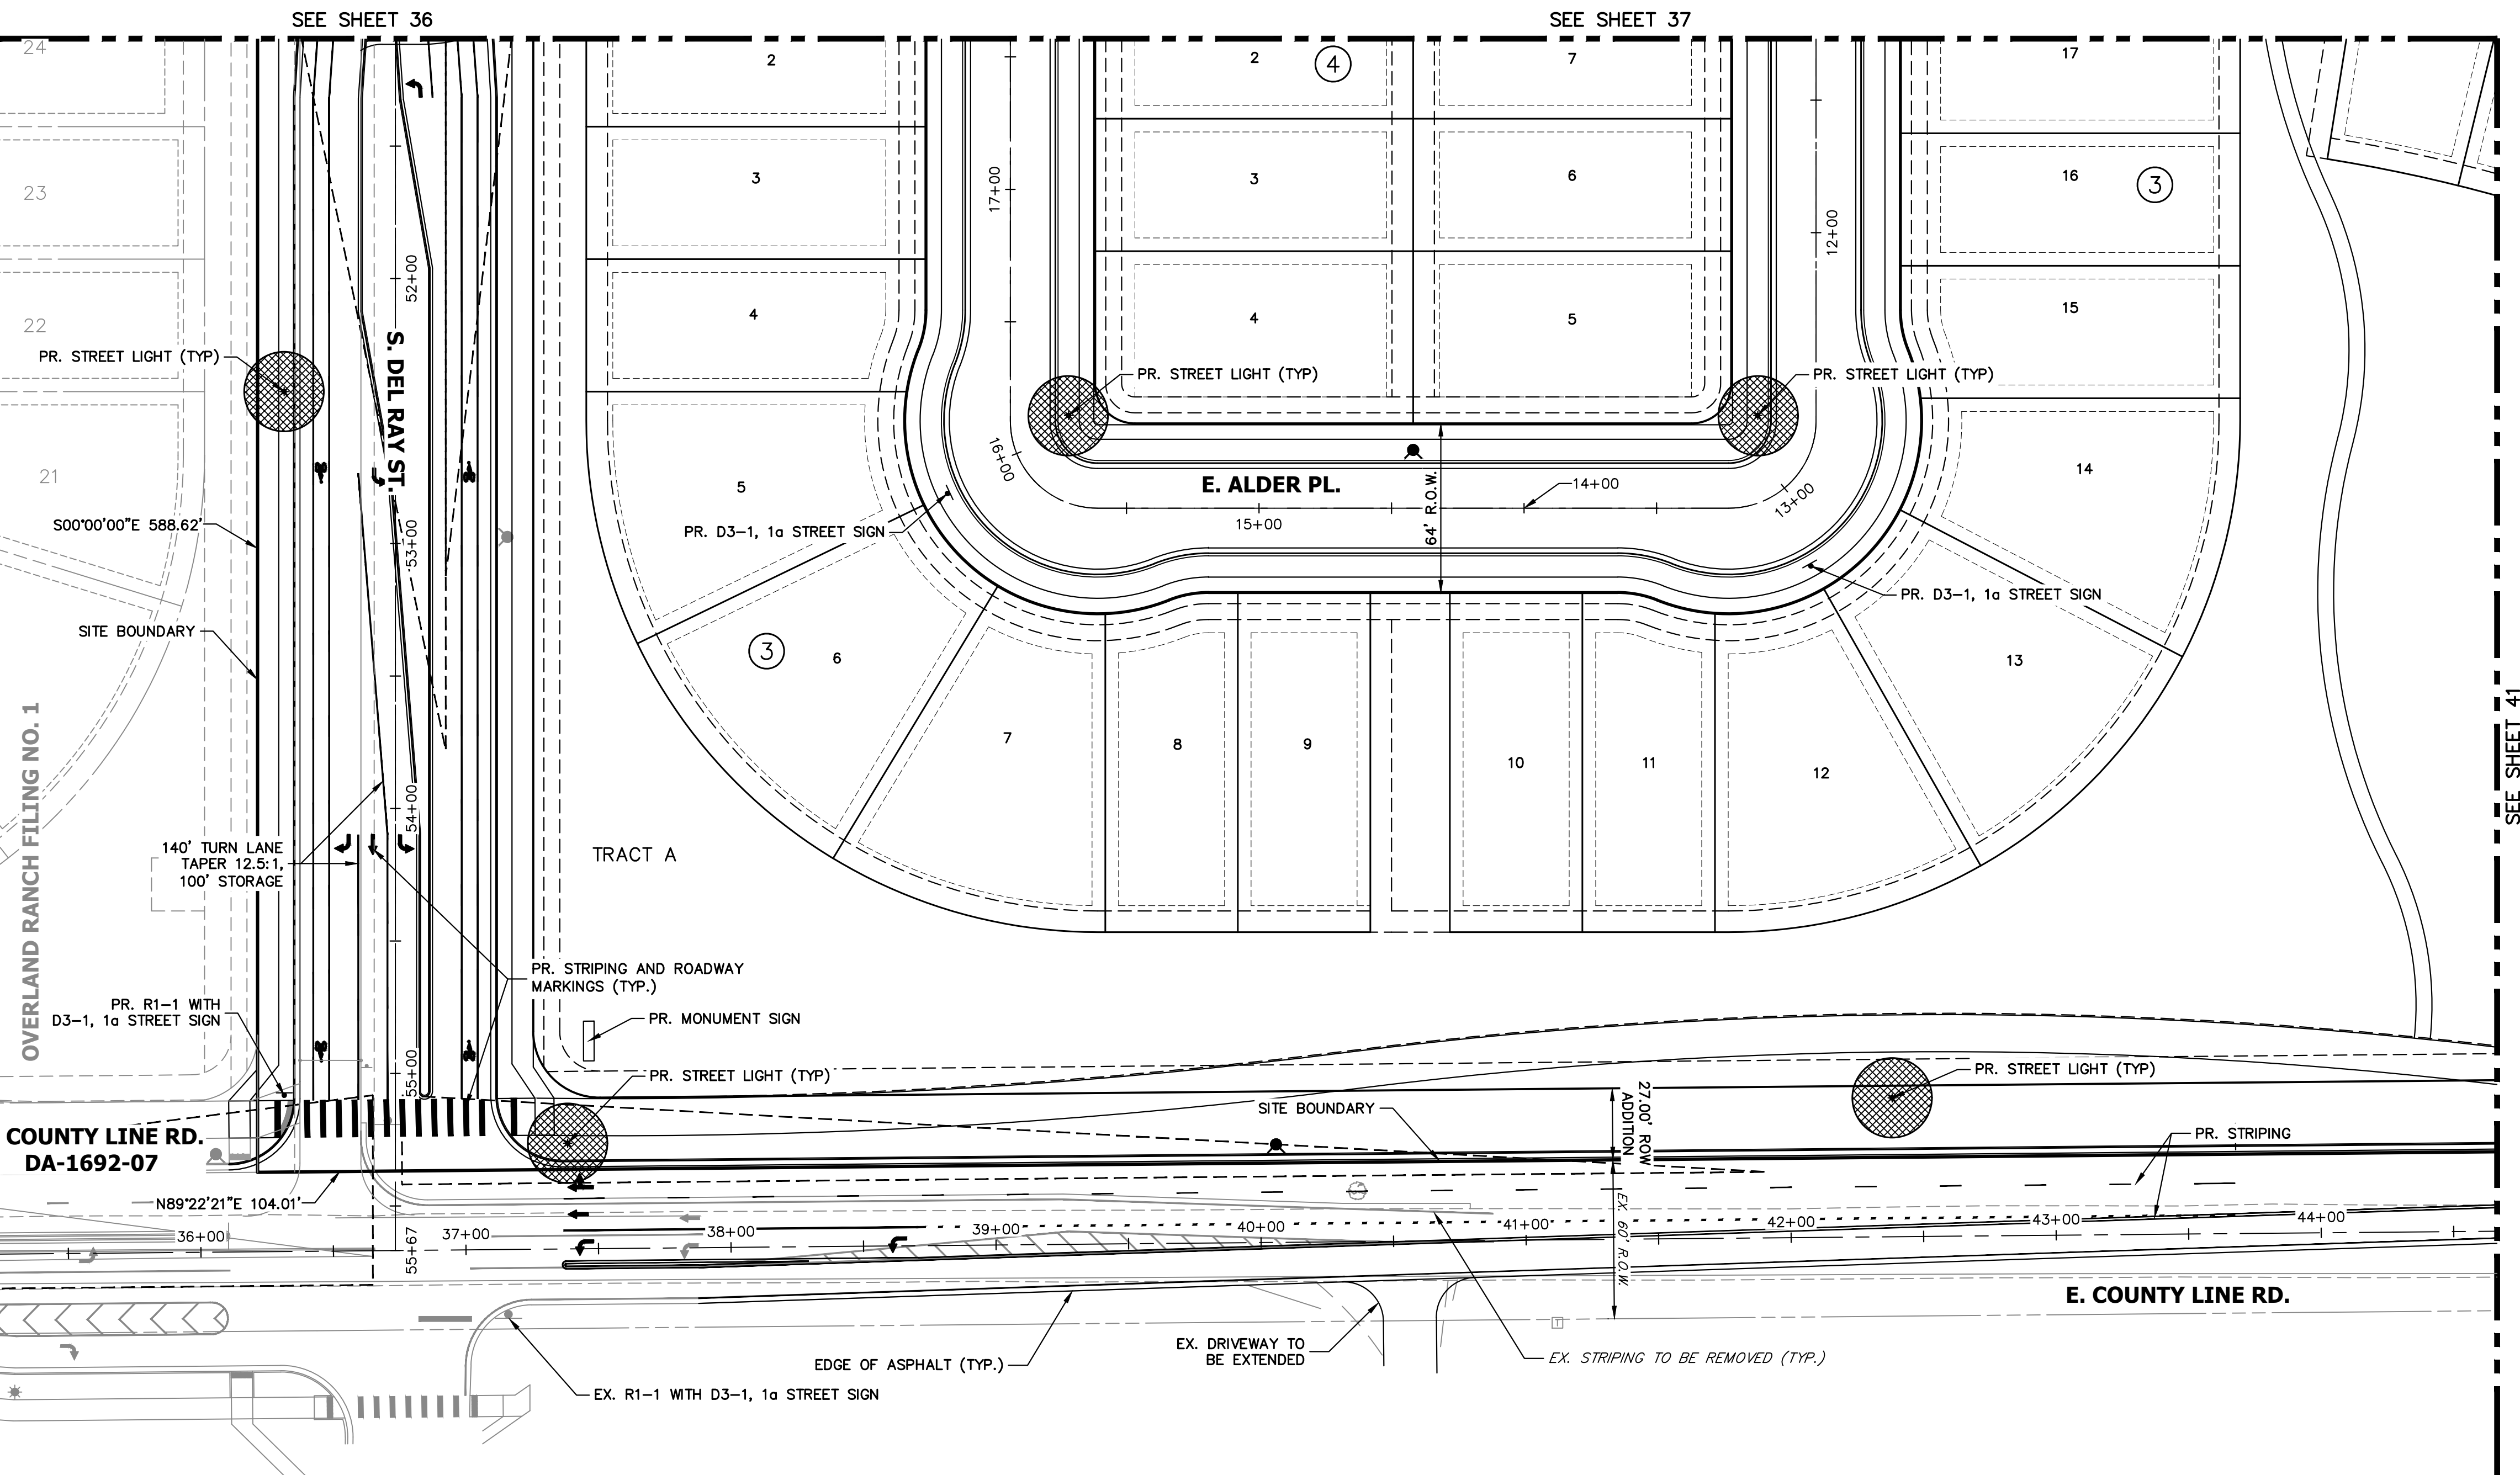 SEE SHEET 36
SEE SHEET 37
24
2
2
4
7
17
23
3
3
6
16
3
17+00
12+00
52+00
22
4
4
5
15
PR. STREET LIGHT (TYP)
S. DEL RAY ST.
PR. STREET LIGHT (TYP)
PR. STREET LIGHT (TYP)
21
5
16+00
E. ALDER PL.
14+00
13+00
14
64' R.O.W.
15+00
S00°00'00"E 588.62'
PR. D3-1, 1a STREET SIGN
53+00
PR. D3-1, 1a STREET SIGN
SITE BOUNDARY
3
6
13
SEE SHEET 41
OVERLAND RANCH FILING NO. 1
7
8
9
10
11
12
54+00
140' TURN LANE
TAPER 12.5:1,
100' STORAGE
TRACT A
PR. STRIPING AND ROADWAY
MARKINGS (TYP.)
PR. R1-1 WITH
D3-1, 1a STREET SIGN
PR. MONUMENT SIGN
55+00
PR. STREET LIGHT (TYP)
PR. STREET LIGHT (TYP)
SITE BOUNDARY
27.00' ROW
ADDITION
COUNTY LINE RD.
DA-1692-07
PR. STRIPING
N89°22'21"E 104.01'
EX. 60' R.O.W.
36+00
37+00
38+00
39+00
40+00
41+00
42+00
43+00
44+00
55+67
E. COUNTY LINE RD.
T
EX. DRIVEWAY TO
BE EXTENDED
EDGE OF ASPHALT (TYP.)
EX. STRIPING TO BE REMOVED (TYP.)
EX. R1-1 WITH D3-1, 1a STREET SIGN